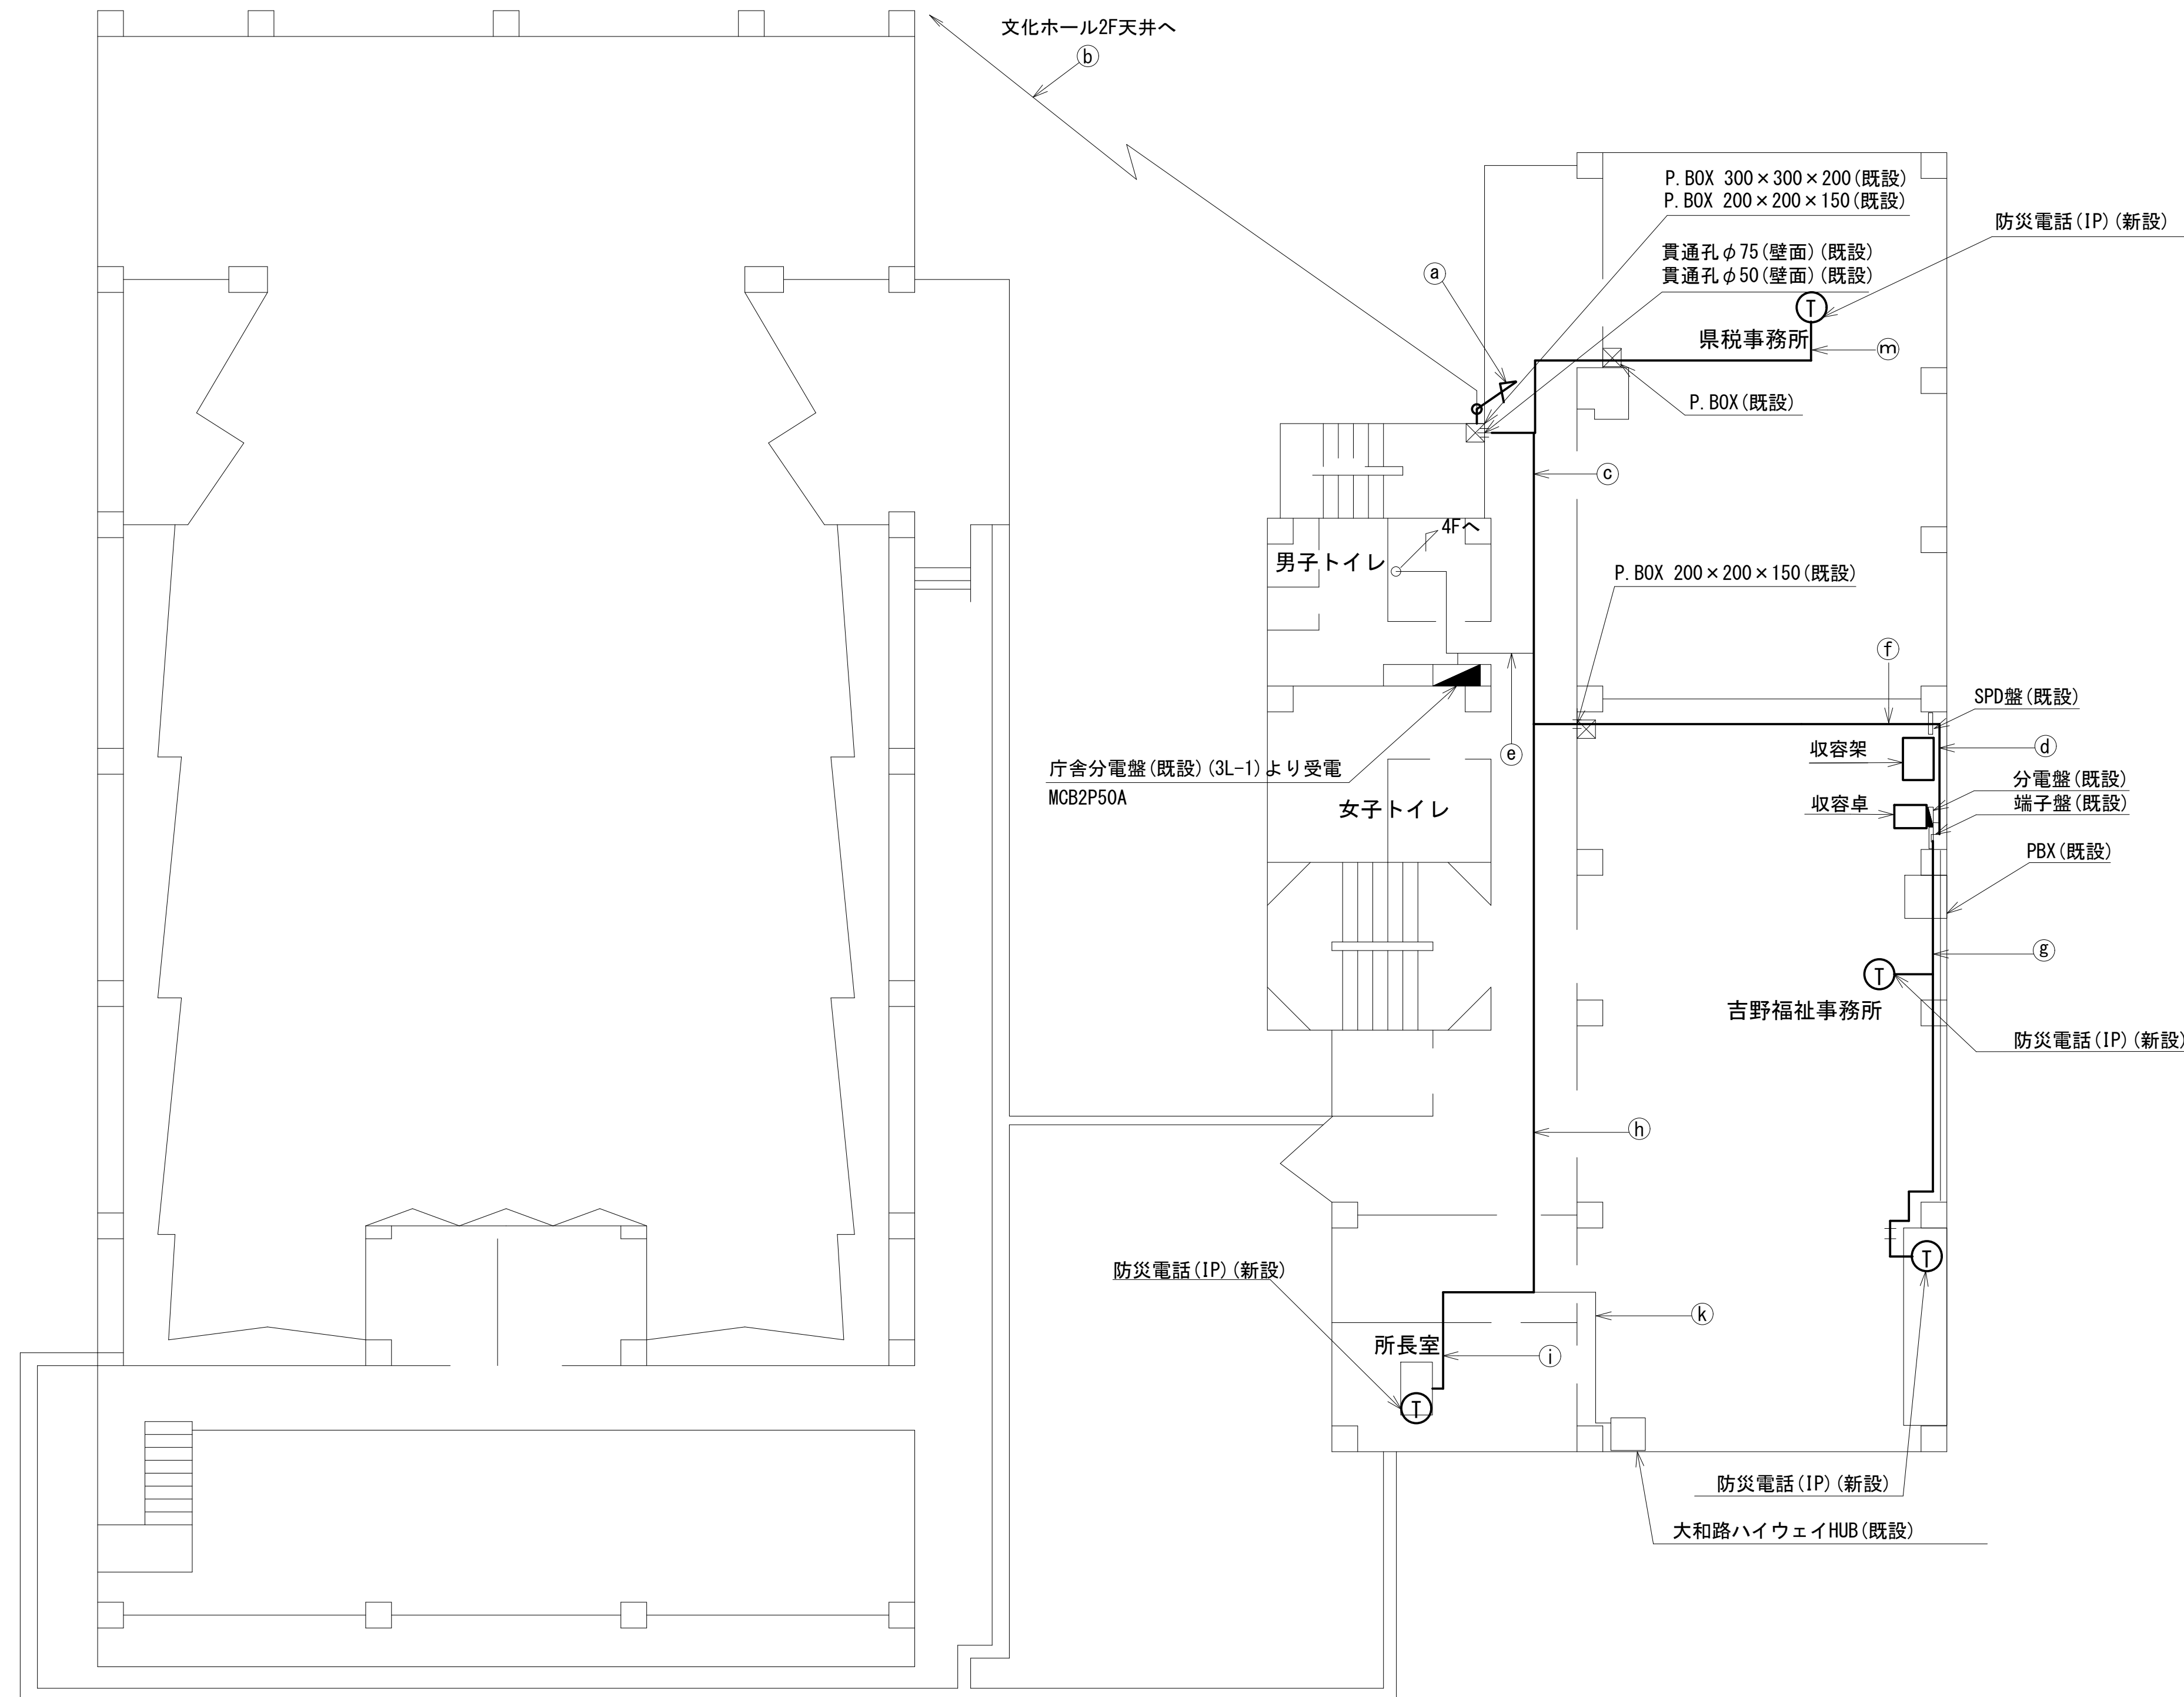 文化ホール2F天井へ
ⓑ
P.BOX 300×300×200(既設)
P.BOX 200×200×150(既設)
防災電話(IP)(新設)
貫通孔φ75(壁面)(既設)
貫通孔φ50(壁面)(既設)
ⓐ
T
県税事務所
ⓜ
P.BOX(既設)
ⓒ
4Fへ
男子トイレ
P.BOX 200×200×150(既設)
ⓕ
SPD盤(既設)
収容架
ⓓ
ⓔ
庁舎分電盤(既設)(3L-1)より受電
MCB2P50A
分電盤(既設)
収容卓
端子盤(既設)
女子トイレ
PBX(既設)
ⓖ
T
吉野福祉事務所
防災電話(IP)(新設)
ⓗ
T
防災電話(IP)(新設)
ⓚ
所長室
ⓘ
T
防災電話(IP)(新設)
大和路ハイウェイHUB(既設)